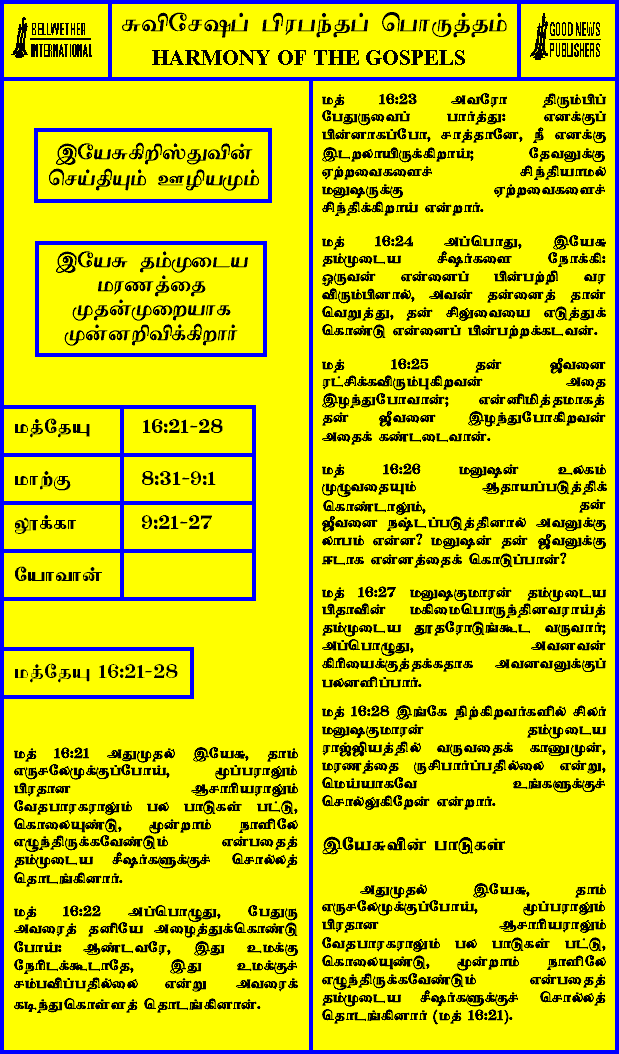 BELLWETHER
INTERNATIONAL
சுவிசேஷப் பிரபந்தப் பொருத்தம்
HARMONY OF THE GOSPELS
GOOD NEWS
PUBLISHERS
இயேசுகிறிஸ்துவின்
செய்தியும் ஊழியமும்
இயேசு தம்முடைய
மரணத்தை
முதன்முறையாக
முன்னறிவிக்கிறார்
மத்தேயு 16:21-28
மாற்கு 8:31-9:1
லூக்கா 9:21-27
யோவான்
மத்தேயு 16:21-28
மத் 16:21 அதுமுதல் இயேசு, தாம்
எருசலேமுக்குப்போய், மூப்பராலும்
பிரதான ஆசாரியராலும்
வேதபாரகராலும் பல பாடுகள் பட்டு,
கொலையுண்டு, மூன்றாம் நாளிலே
எழுந்திருக்கவேண்டும் என்பதைத்
தம்முடைய சீஷர்களுக்குச் சொல்லத்
தொடங்கினார்.
மத் 16:22 அப்பொழுது, பேதுரு
அவரைத் தனியே அழைத்துக்கொண்டு
போய்: ஆண்டவரே, இது உமக்கு
நேரிடக்கூடாதே, இது உமக்குச்
சம்பவிப்பதில்லை என்று அவரைக்
கடிந்துகொள்ளத் தொடங்கினான்.
மத் 16:23 அவரோ திரும்பிப்
பேதுருவைப் பார்த்து: எனக்குப்
பின்னாகப்போ, சாத்தானே, நீ எனக்கு
இடறலாயிருக்கிறாய்; தேவனுக்கு
ஏற்றவைகளைச் சிந்தியாமல்
மனுஷருக்கு ஏற்றவைகளைச்
சிந்திக்கிறாய் என்றார்.
மத் 16:24 அப்பொது, இயேசு
தம்முடைய சீஷர்களை நோக்கி:
ஒருவன் என்னைப் பின்பற்றி வர
விரும்பினால், அவன் தன்னைத் தான்
வெறுத்து, தன் சிலுவையை எடுத்துக்
கொண்டு என்னைப் பின்பற்றக்கடவன்.
மத் 16:25 தன் ஜீவனை
ரட்சிக்கவிரும்புகிறவன் அதை
இழந்துபோவான்; என்னிமித்தமாகத்
தன் ஜீவனை இழந்துபோகிறவன்
அதைக் கண்டடைவான்.
மத் 16:26 மனுஷன் உலகம்
முழுவதையும் ஆதாயப்படுத்திக்
கொண்டாலும், தன்
ஜீவனை நஷ்டப்படுத்தினால் அவனுக்கு
லாபம் என்ன? மனுஷன் தன் ஜீவனுக்கு
ஈடாக என்னத்தைக் கொடுப்பான்?
மத் 16:27 மனுஷகுமாரன் தம்முடைய
பிதாவின் மகிமைபொருந்தினவராய்த்
தம்முடைய தூதரோடுங்கூட வருவார்;
அப்பொழுது, அவனவன்
கிரியைக்குத்தக்கதாக அவனவனுக்குப்
பலனளிப்பார்.
மத் 16:28 இங்கே நிற்கிறவர்களில் சிலர்
மனுஷகுமாரன் தம்முடைய
ராஜ்ஜியத்தில் வருவதைக் காணுமுன்,
மரணத்தை ருசிபார்ப்பதில்லை என்று,
மெய்யாகவே உங்களுக்குச்
சொல்லுகிறேன் என்றார்.
இயேசுவின் பாடுகள்
அதுமுதல் இயேசு, தாம்
எருசலேமுக்குப்போய், மூப்பராலும்
பிரதான ஆசாரியராலும்
வேதபாரகராலும் பல பாடுகள் பட்டு,
கொலையுண்டு, மூன்றாம் நாளிலே
எழுந்திருக்கவேண்டும் என்பதைத்
தம்முடைய சீஷர்களுக்குச் சொல்லத்
தொடங்கினார் (மத் 16:21).